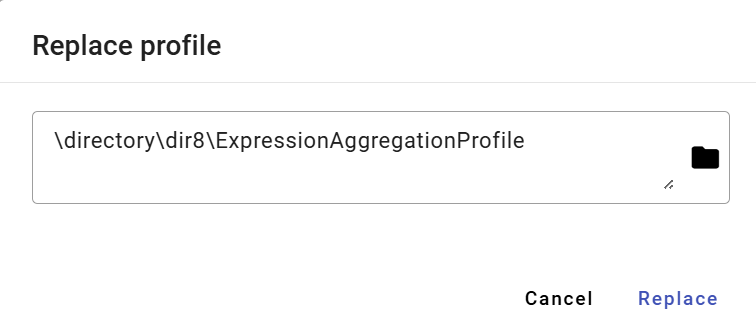 Replace profile
\directory\dir8\ExpressionAggregationProfile
Cancel
Replace